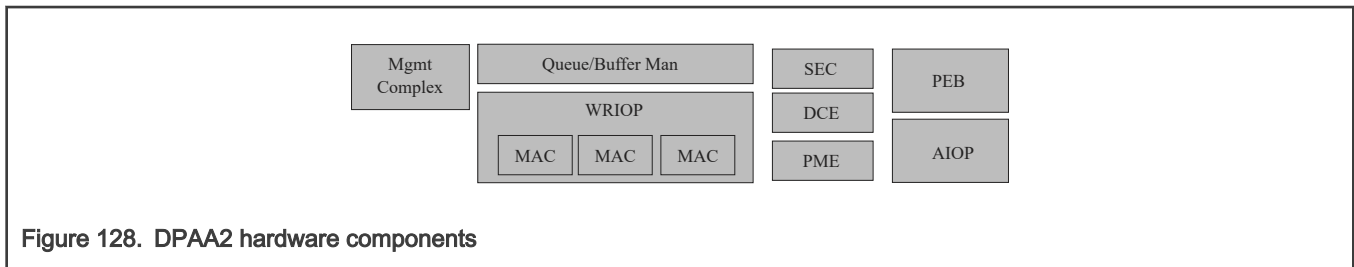 Mgmt
Complex
Queue/Buffer Man
WRIOP
MAC MAC MAC
SEC
DCE
PME
PEB
AIOP
Figure 128. DPAA2 hardware components